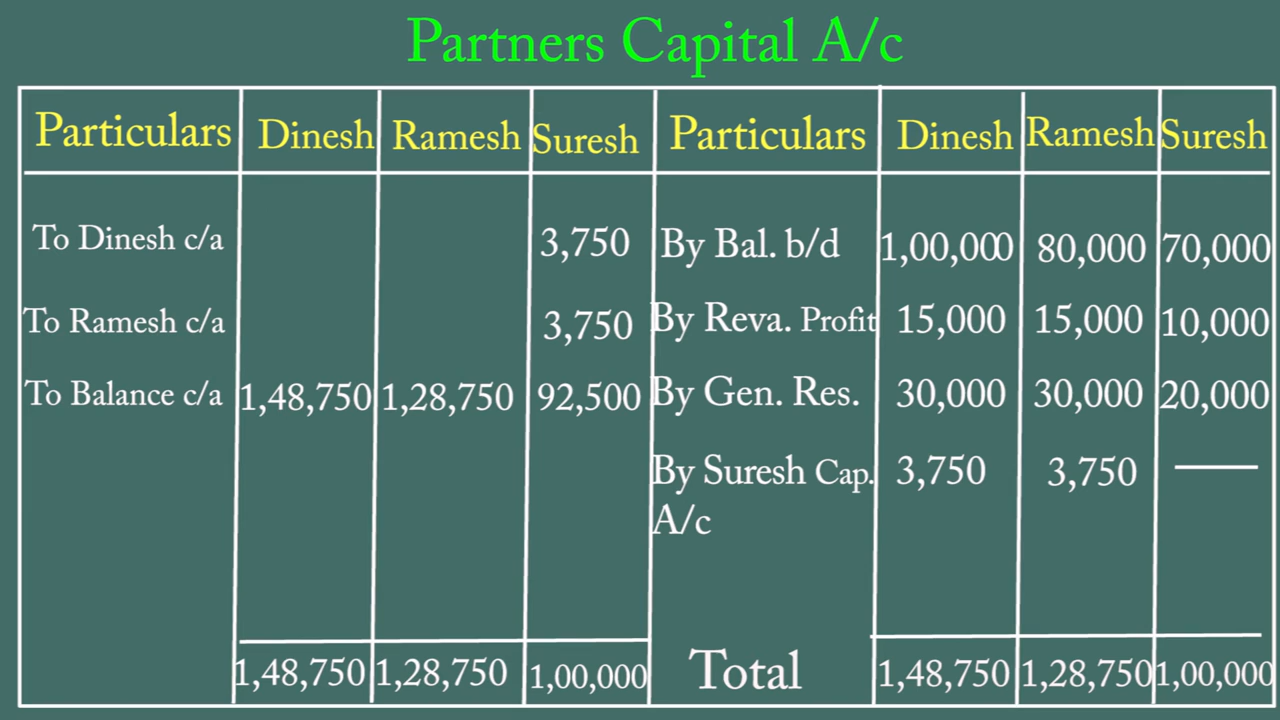 Partners Capital A/c
Particulars Dinesh Ramesh Suresh Particulars Dinesh Ramesh Suresh
To Dinesh c/a 3,750 By Bal. b/d 1,00,000 80,000 70,000
To Ramesh c/a 3,750 By Reva. Profit 15,000 15,000 10,000
To Balance c/a 1,48,750 1,28,750 92,500 By Gen. Res. 30,000 30,000 20,000
By Suresh Cap. 3,750 3,750
A/c
1,48,750 1,28,750 1,00,000 Total 1,48,750 1,28,750 1,00,000